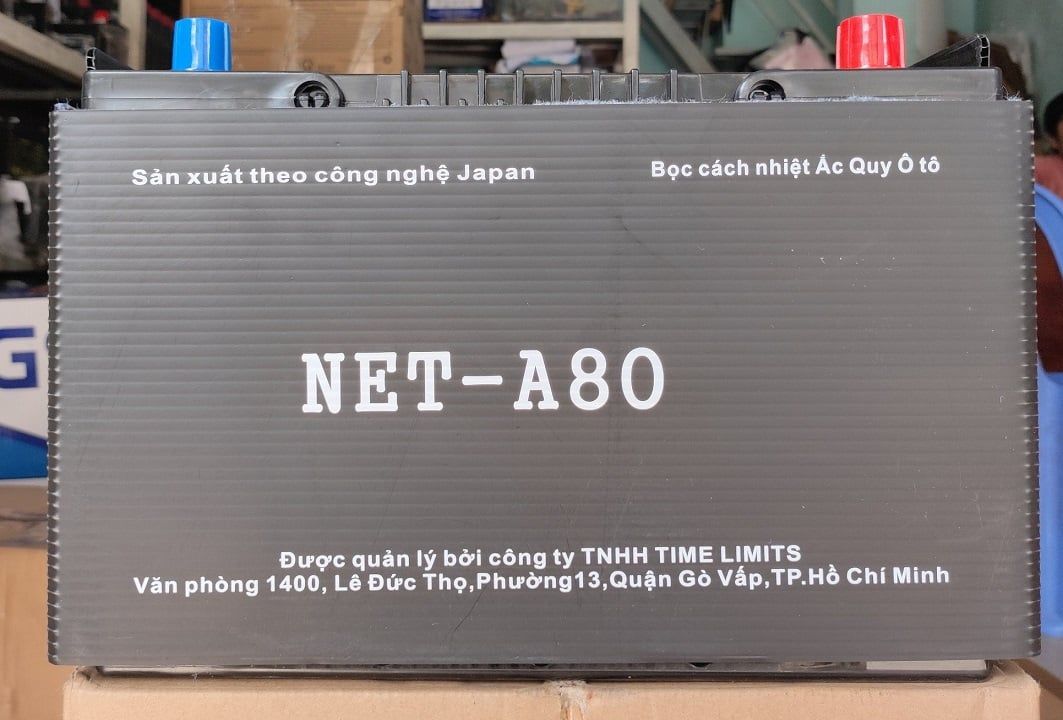 Sản xuất theo công nghệ Japan
Bọc cách nhiệt Ắc Quy Ô tô
NET-A80
Được quản lý bởi công ty TNHH TIME LIMITS
Văn phòng 1400, Lê Đức Thọ,Phường13,Quận Gò Vấp,TP.Hồ Chí Minh
G